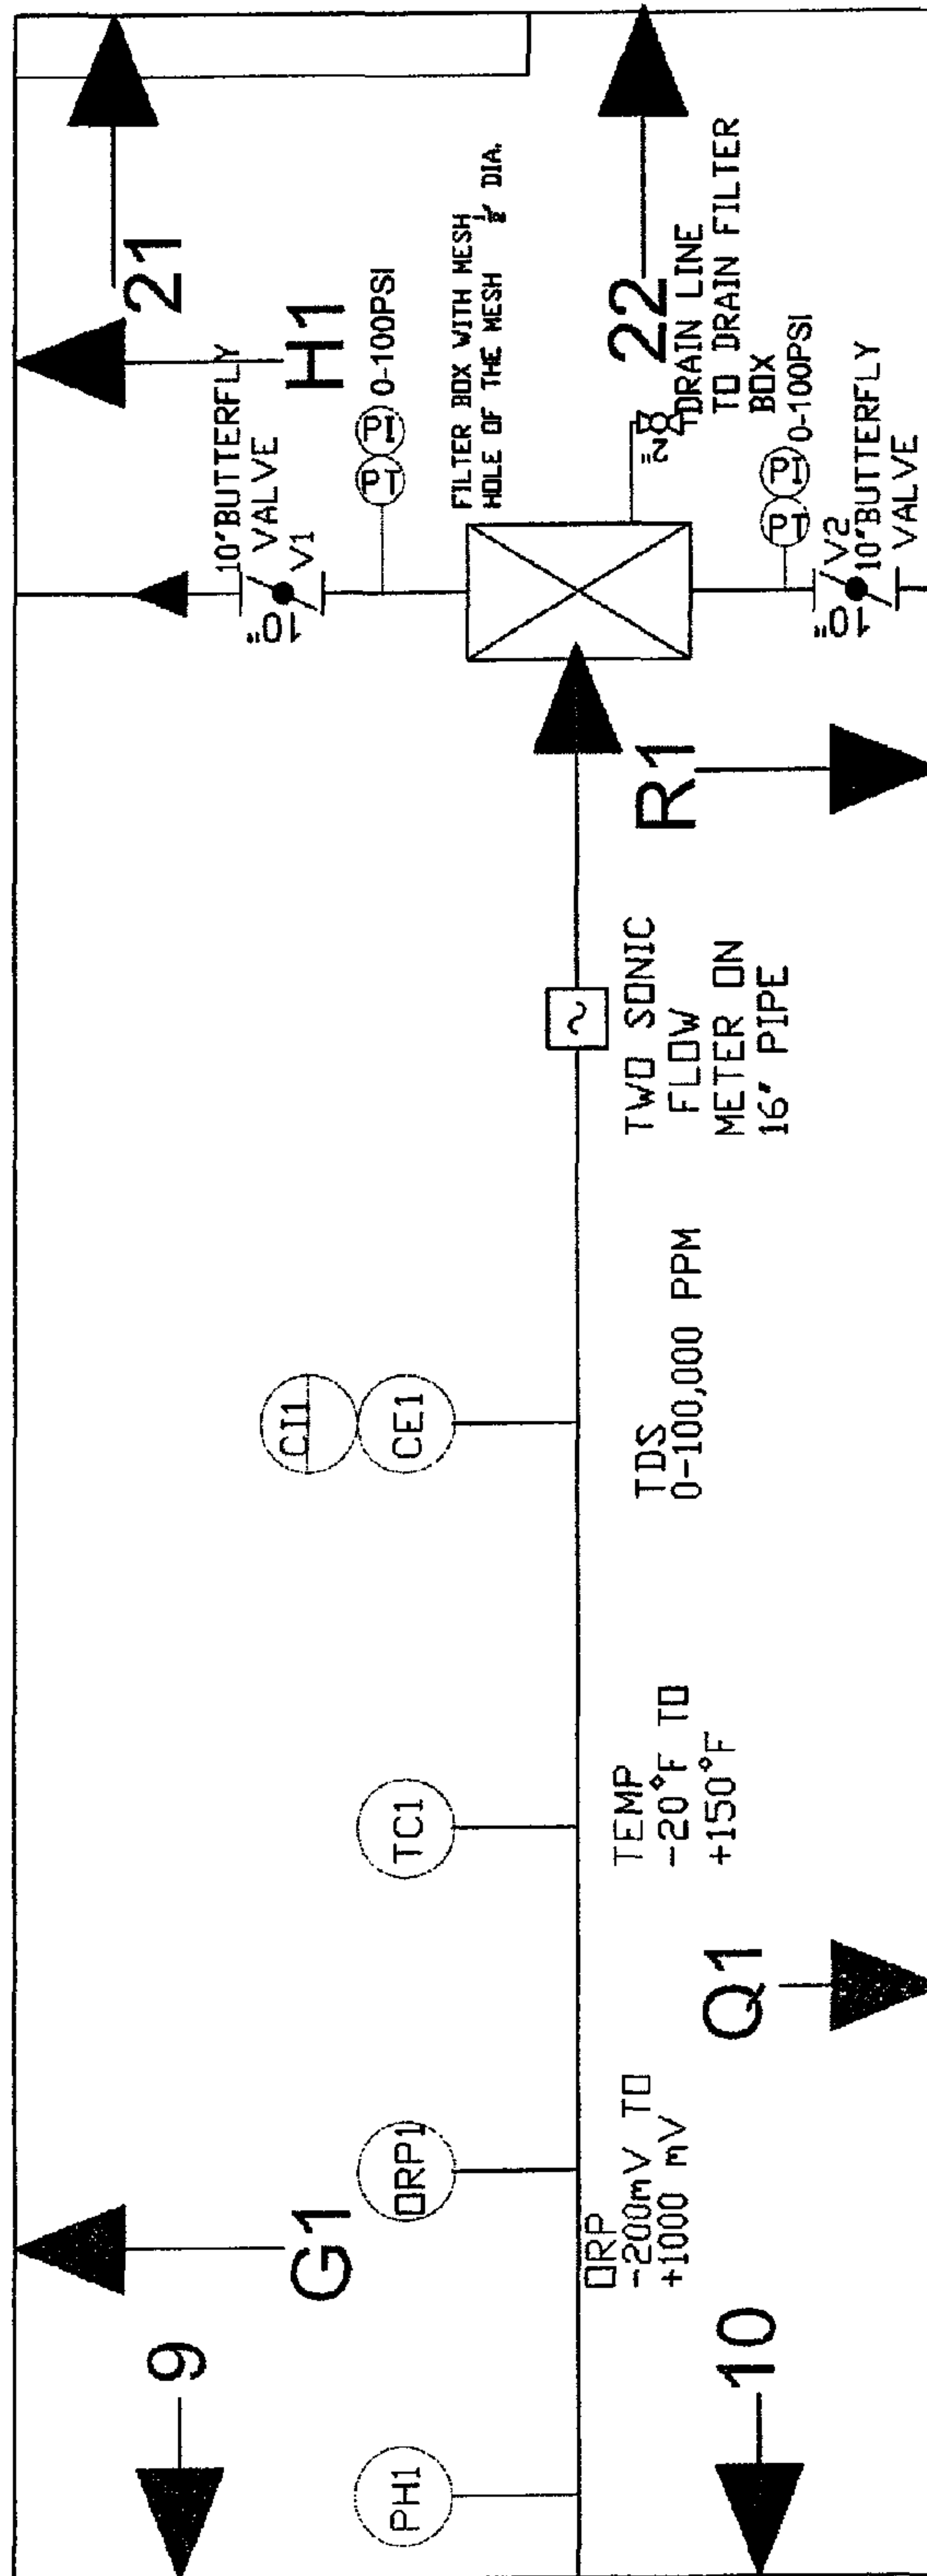 9
G1
PH1
ORP1
ORP
-200mV TO
+1000 mV
10
Q1
TC1
TEMP
-20°F TO
+150°F
CI1
CE1
TDS
0-100,000 PPM
TWO SONIC
FLOW
METER ON
16" PIPE
R1
21
H1
10"BUTTERFLY
VALVE
V1
10"
PI
PT
0-100PSI
FILTER BOX WITH MESH
HOLE OF THE MESH DIA.
22
2"
DRAIN LINE
TO DRAIN FILTER
BOX
PI
PT
0-100PSI
V2
10"BUTTERFLY
VALVE
10"